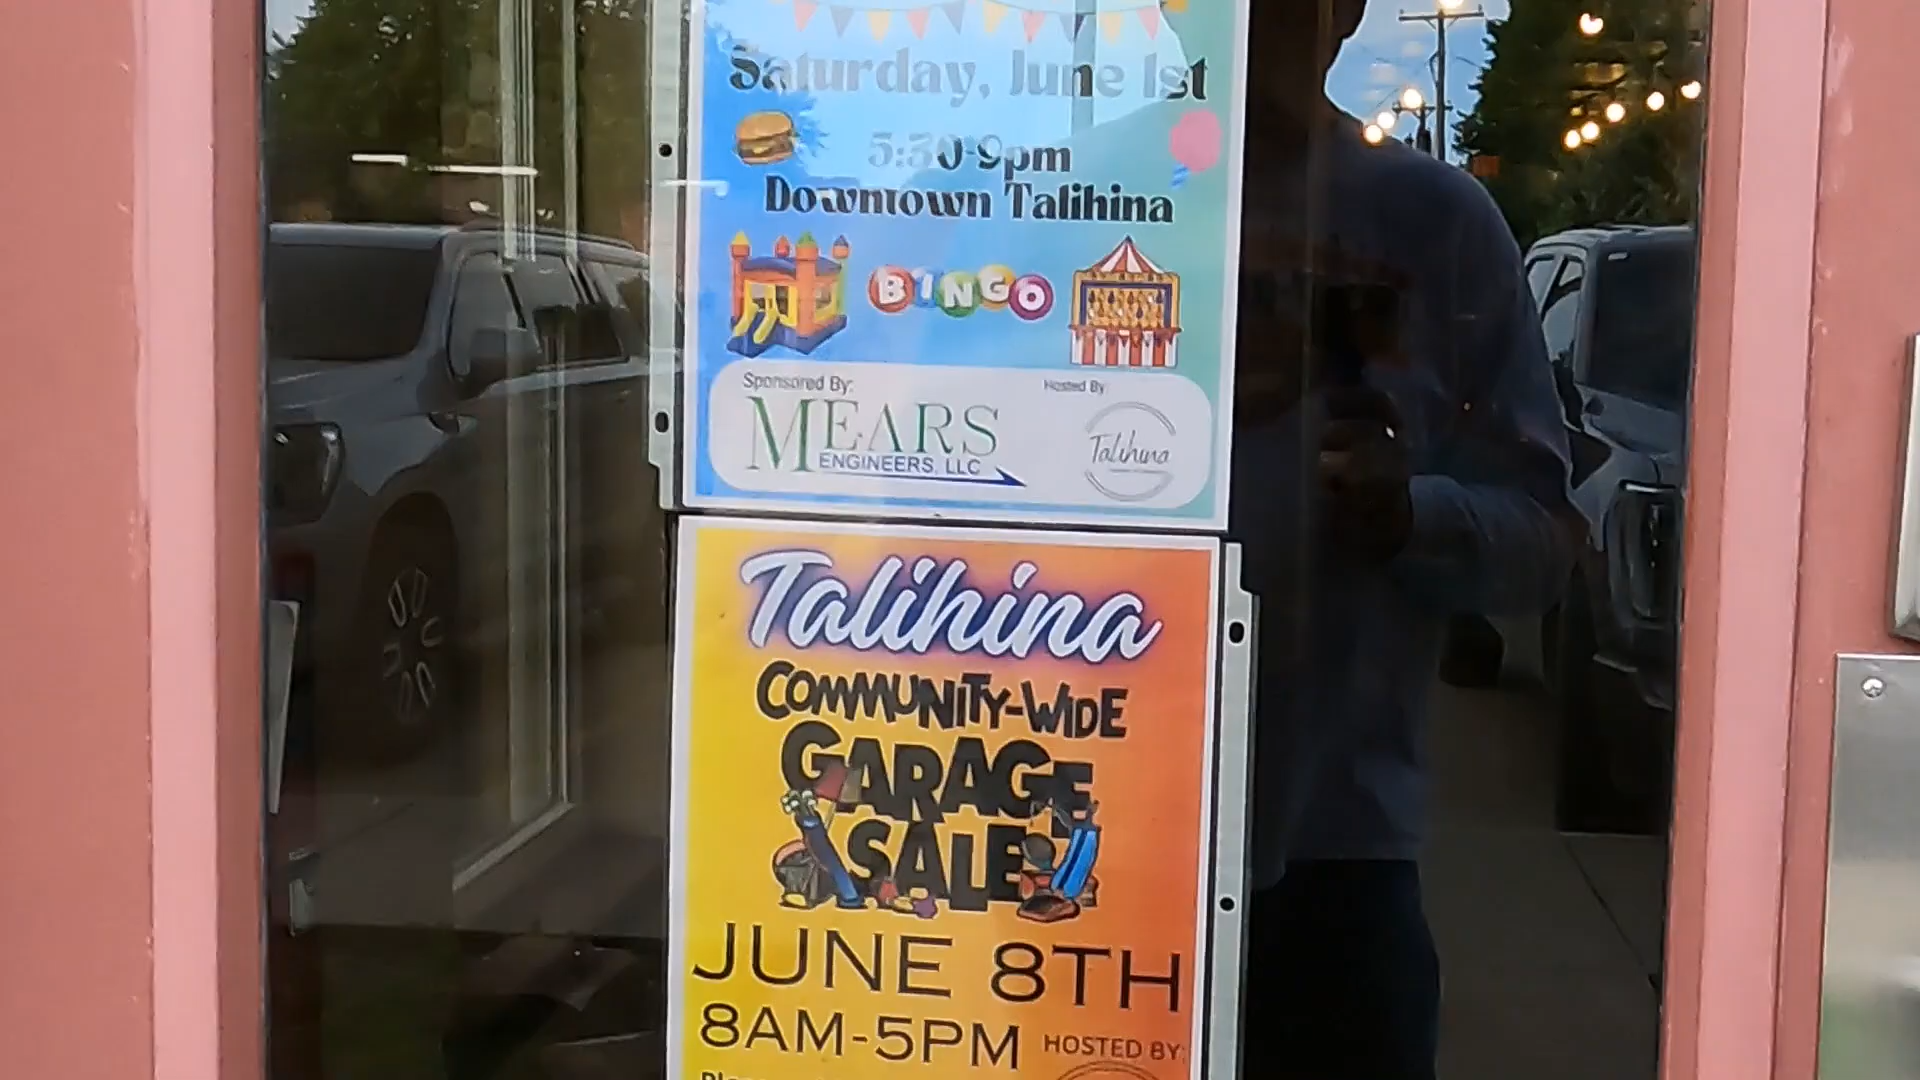 Saturday, June 1st
5:30-9pm
Downtown Talihina
BINGO
Sponsored By:
Hosted By:
MEARS
ENGINEERS, LLC
Talihina
Talihina
COMMUNITY-WIDE
GARAGE
SALE
JUNE 8TH
8AM-5PM
HOSTED BY: